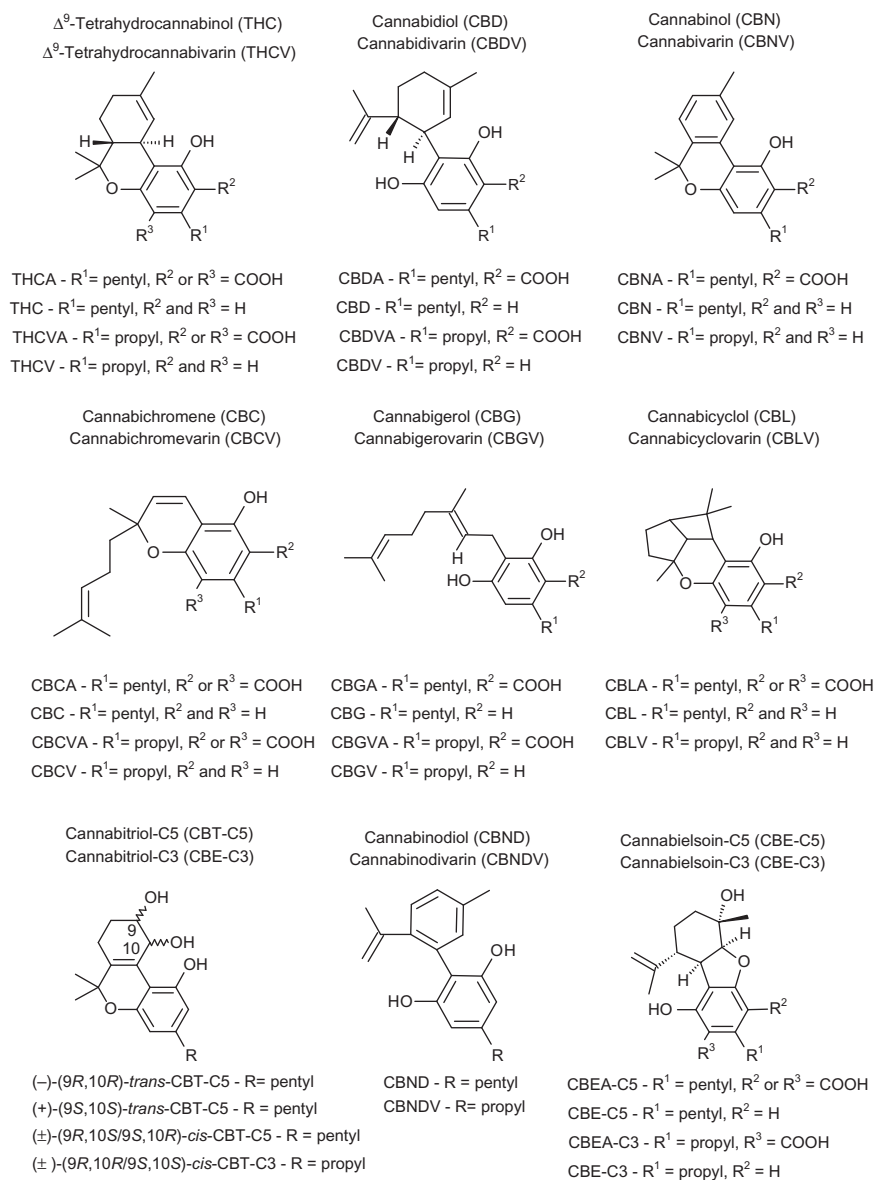 Δ⁹-Tetrahydrocannabinol (THC)
Δ⁹-Tetrahydrocannabivarin (THCV)
H
H
OH
O
R²
R³
R¹
THCA - R¹= pentyl, R² or R³ = COOH
THC - R¹= pentyl, R² and R³ = H
THCVA - R¹= propyl, R² or R³ = COOH
THCV - R¹= propyl, R² and R³ = H
Cannabidiol (CBD)
Cannabidivarin (CBDV)
H
H
OH
HO
R²
R¹
CBDA - R¹= pentyl, R² = COOH
CBD - R¹= pentyl, R² = H
CBDVA - R¹= propyl, R² = COOH
CBDV - R¹= propyl, R² = H
Cannabinol (CBN)
Cannabivarin (CBNV)
OH
O
R²
R¹
CBNA - R¹= pentyl, R² = COOH
CBN - R¹= pentyl, R² and R³ = H
CBNV - R¹= propyl, R² and R³ = H
Cannabichromene (CBC)
Cannabichromevarin (CBCV)
OH
O
R²
R³
R¹
CBCA - R¹= pentyl, R² or R³ = COOH
CBC - R¹= pentyl, R² and R³ = H
CBCVA - R¹= propyl, R² or R³ = COOH
CBCV - R¹= propyl, R² and R³ = H
Cannabigerol (CBG)
Cannabigerovarin (CBGV)
OH
H
HO
R²
R¹
CBGA - R¹= pentyl, R² = COOH
CBG - R¹= pentyl, R² = H
CBGVA - R¹= propyl, R² = COOH
CBGV - R¹= propyl, R² = H
Cannabicyclol (CBL)
Cannabicyclovarin (CBLV)
OH
O
R²
R³
R¹
CBLA - R¹= pentyl, R² or R³ = COOH
CBL - R¹= pentyl, R² and R³ = H
CBLV - R¹= propyl, R² and R³ = H
Cannabitriol-C5 (CBT-C5)
Cannabitriol-C3 (CBE-C3)
OH
9
10
OH
OH
O
R
(–)-(9R,10R)-trans-CBT-C5 - R= pentyl
(+)-(9S,10S)-trans-CBT-C5 - R= pentyl
(±)-(9R,10S/9S,10R)-cis-CBT-C5 - R = pentyl
(± )-(9R,10R/9S,10S)-cis-CBT-C3 - R = propyl
Cannabinodiol (CBND)
Cannabinodivarin (CBNDV)
OH
HO
R
CBND - R = pentyl
CBNDV - R= propyl
Cannabielsoin-C5 (CBE-C5)
Cannabielsoin-C3 (CBE-C3)
OH
H
H
O
HO
R²
R³
R¹
CBEA-C5 - R¹ = pentyl, R² or R³ = COOH
CBE-C5 - R¹ = pentyl, R² = H
CBEA-C3 - R¹ = propyl, R³ = COOH
CBE-C3 - R¹ = propyl, R² = H